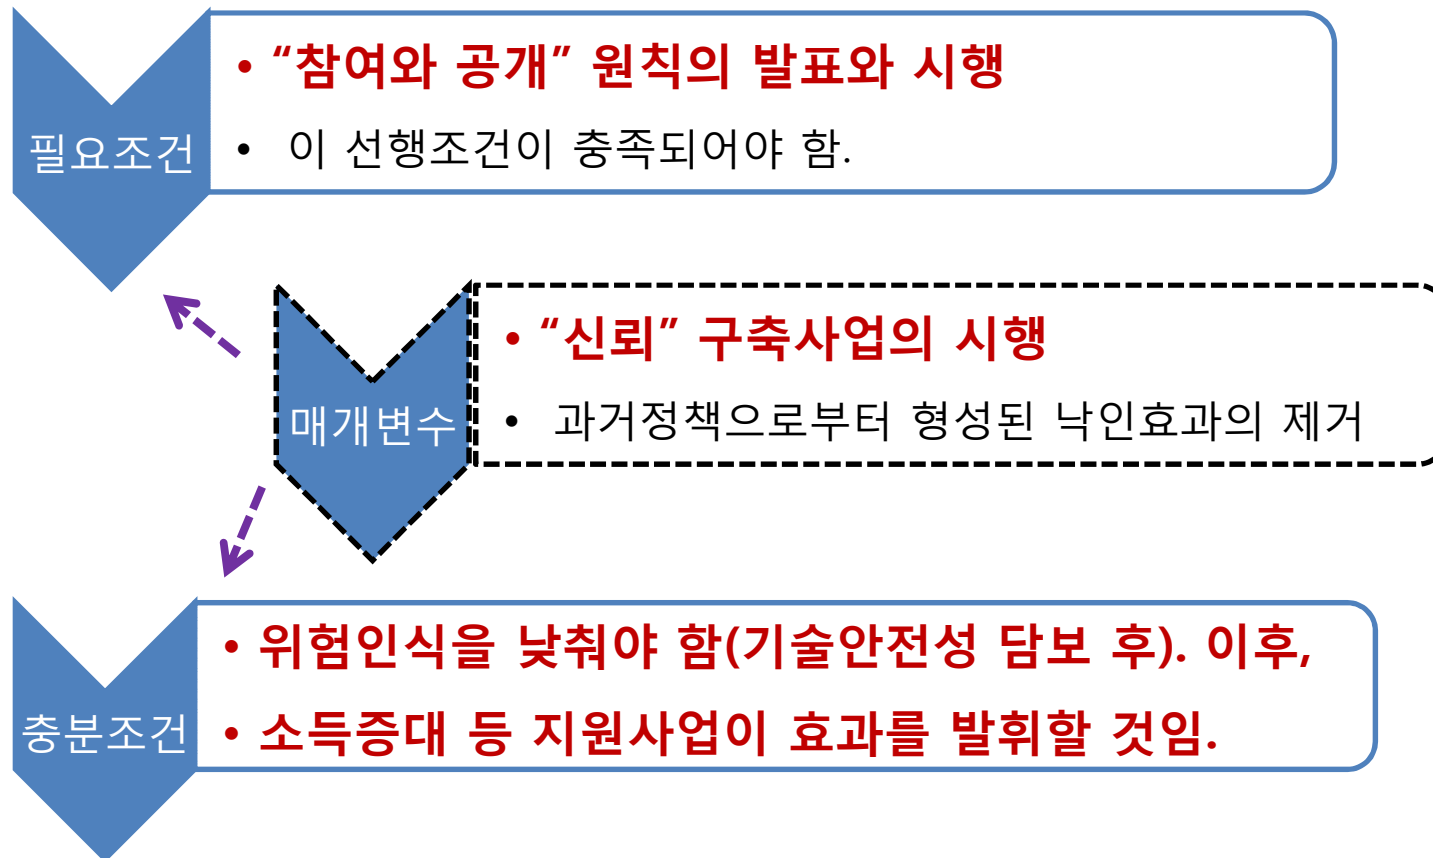 필요조건
• “참여와 공개” 원칙의 발표와 시행
• 이 선행조건이 충족되어야 함.
매개변수
• “신뢰” 구축사업의 시행
• 과거정책으로부터 형성된 낙인효과의 제거
충분조건
• 위험인식을 낮춰야 함(기술안전성 담보 후). 이후,
• 소득증대 등 지원사업이 효과를 발휘할 것임.